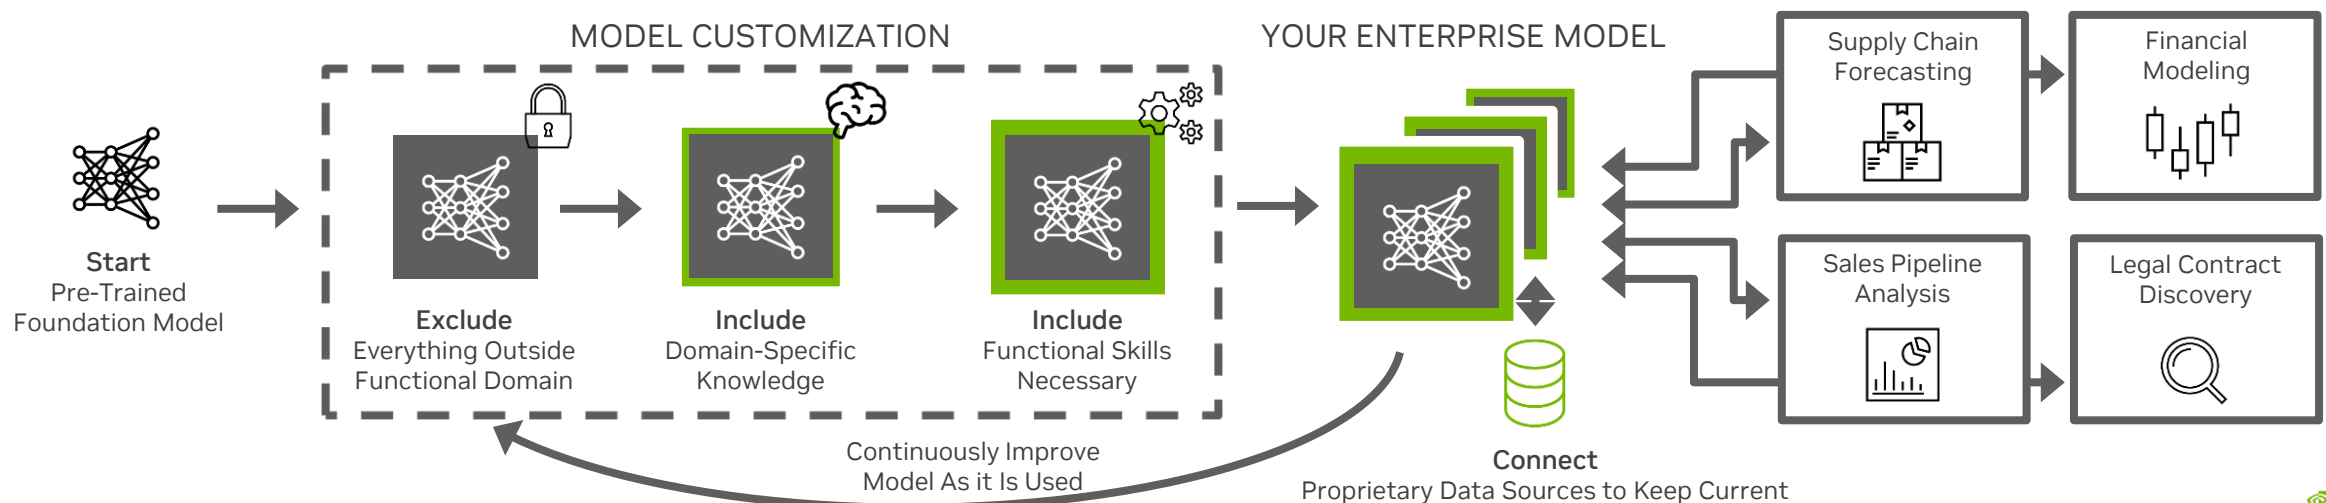 MODEL CUSTOMIZATION
YOUR ENTERPRISE MODEL
Start
Pre-Trained
Foundation Model
Exclude
Everything Outside
Functional Domain
Include
Domain-Specific
Knowledge
Include
Functional Skills
Necessary
Continuously Improve
Model As it Is Used
Connect
Proprietary Data Sources to Keep Current
Supply Chain
Forecasting
Financial
Modeling
Sales Pipeline
Analysis
Legal Contract
Discovery